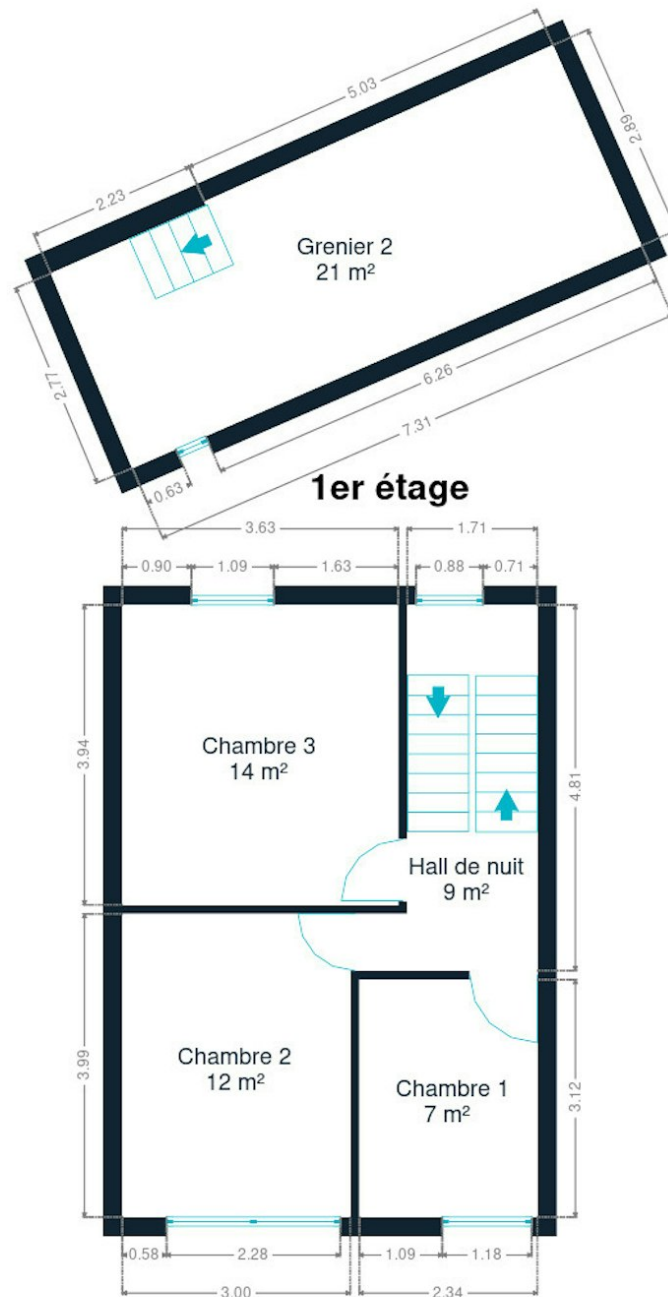 5.03
2.89
2.23
Grenier 2
21 m²
2.77
6.26
7.31
0.63
1er étage
3.63
1.71
0.90
1.09
1.63
0.88
0.71
Chambre 3
14 m²
3.94
4.81
Hall de nuit
9 m²
Chambre 2
12 m²
3.99
Chambre 1
7 m²
3.12
0.58
2.28
1.09
1.18
3.00
2.34